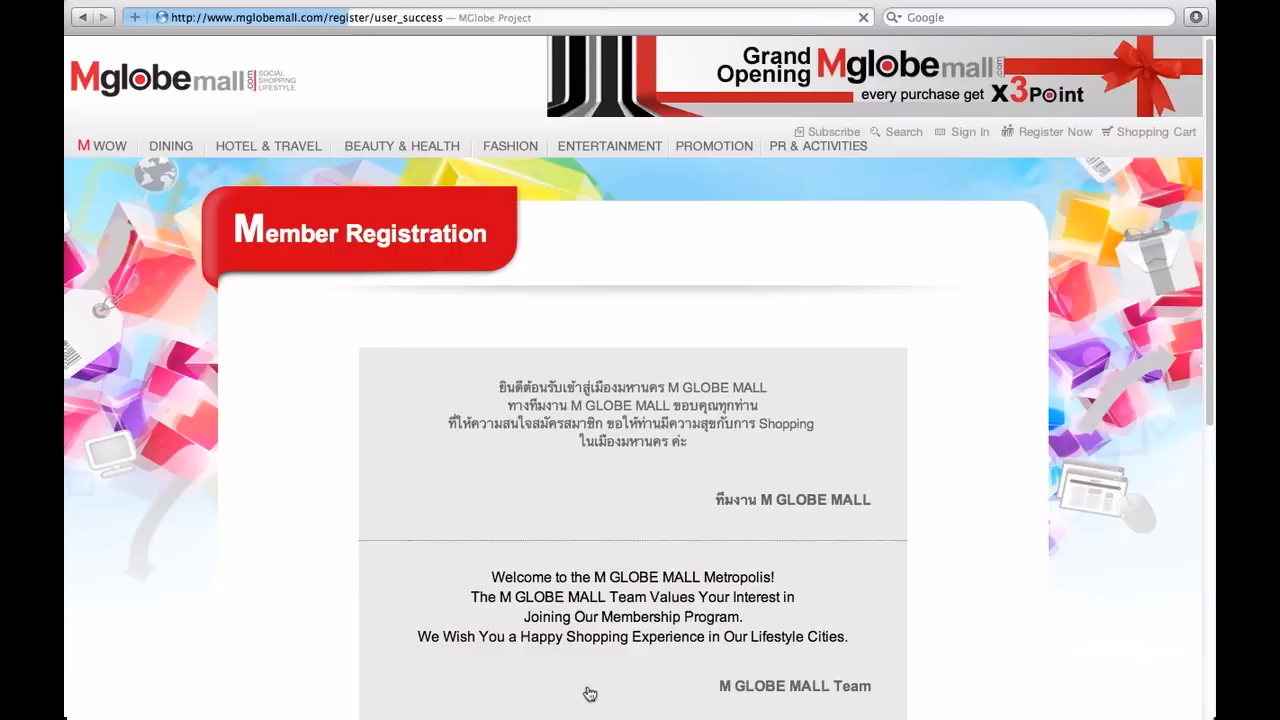 http://www.mglobemall.com/register/user_success — MGlobe Project
Google
Mglobemall.com SOCIAL SHOPPING LIFESTYLE
Grand Opening Mglobemall.com
every purchase get X3Point
Subscribe Search Sign In Register Now Shopping Cart
M WOW DINING HOTEL & TRAVEL BEAUTY & HEALTH FASHION ENTERTAINMENT PROMOTION PR & ACTIVITIES
Member Registration
ยินดีต้อนรับเข้าสู่เมืองมหานคร M GLOBE MALL
ทางทีมงาน M GLOBE MALL ขอบคุณทุกท่าน
ที่ให้ความสนใจสมัครสมาชิก ขอให้ท่านมีความสุขกับการ Shopping
ในเมืองมหานคร ค่ะ
ทีมงาน M GLOBE MALL
Welcome to the M GLOBE MALL Metropolis!
The M GLOBE MALL Team Values Your Interest in
Joining Our Membership Program.
We Wish You a Happy Shopping Experience in Our Lifestyle Cities.
M GLOBE MALL Team